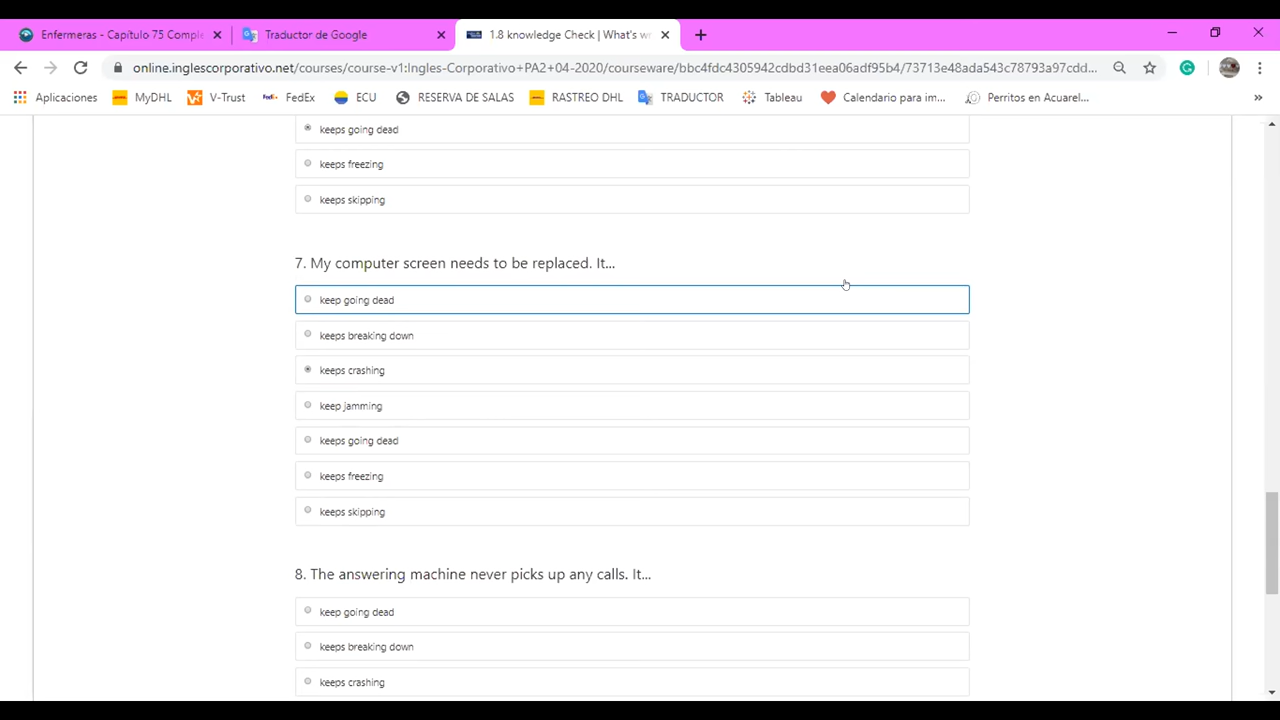 Enfermeras - Capítulo 75 Comple
Traductor de Google
1.8 knowledge Check | What's wr
online.inglescorporativo.net/courses/course-v1:Ingles-Corporativo+PA2+04-2020/courseware/bbc4fdc4305942cdbd31eea06adf95b4/73713e48ada543c78793a97cdd...
Aplicaciones
MyDHL
V-Trust
FedEx
ECU
RESERVA DE SALAS
RASTREO DHL
TRADUCTOR
Tableau
Calendario para im...
Perritos en Acuarel...
»
keeps going dead
keeps freezing
keeps skipping
7. My computer screen needs to be replaced. It...
keep going dead
keeps breaking down
keeps crashing
keep jamming
keeps going dead
keeps freezing
keeps skipping
8. The answering machine never picks up any calls. It...
keep going dead
keeps breaking down
keeps crashing